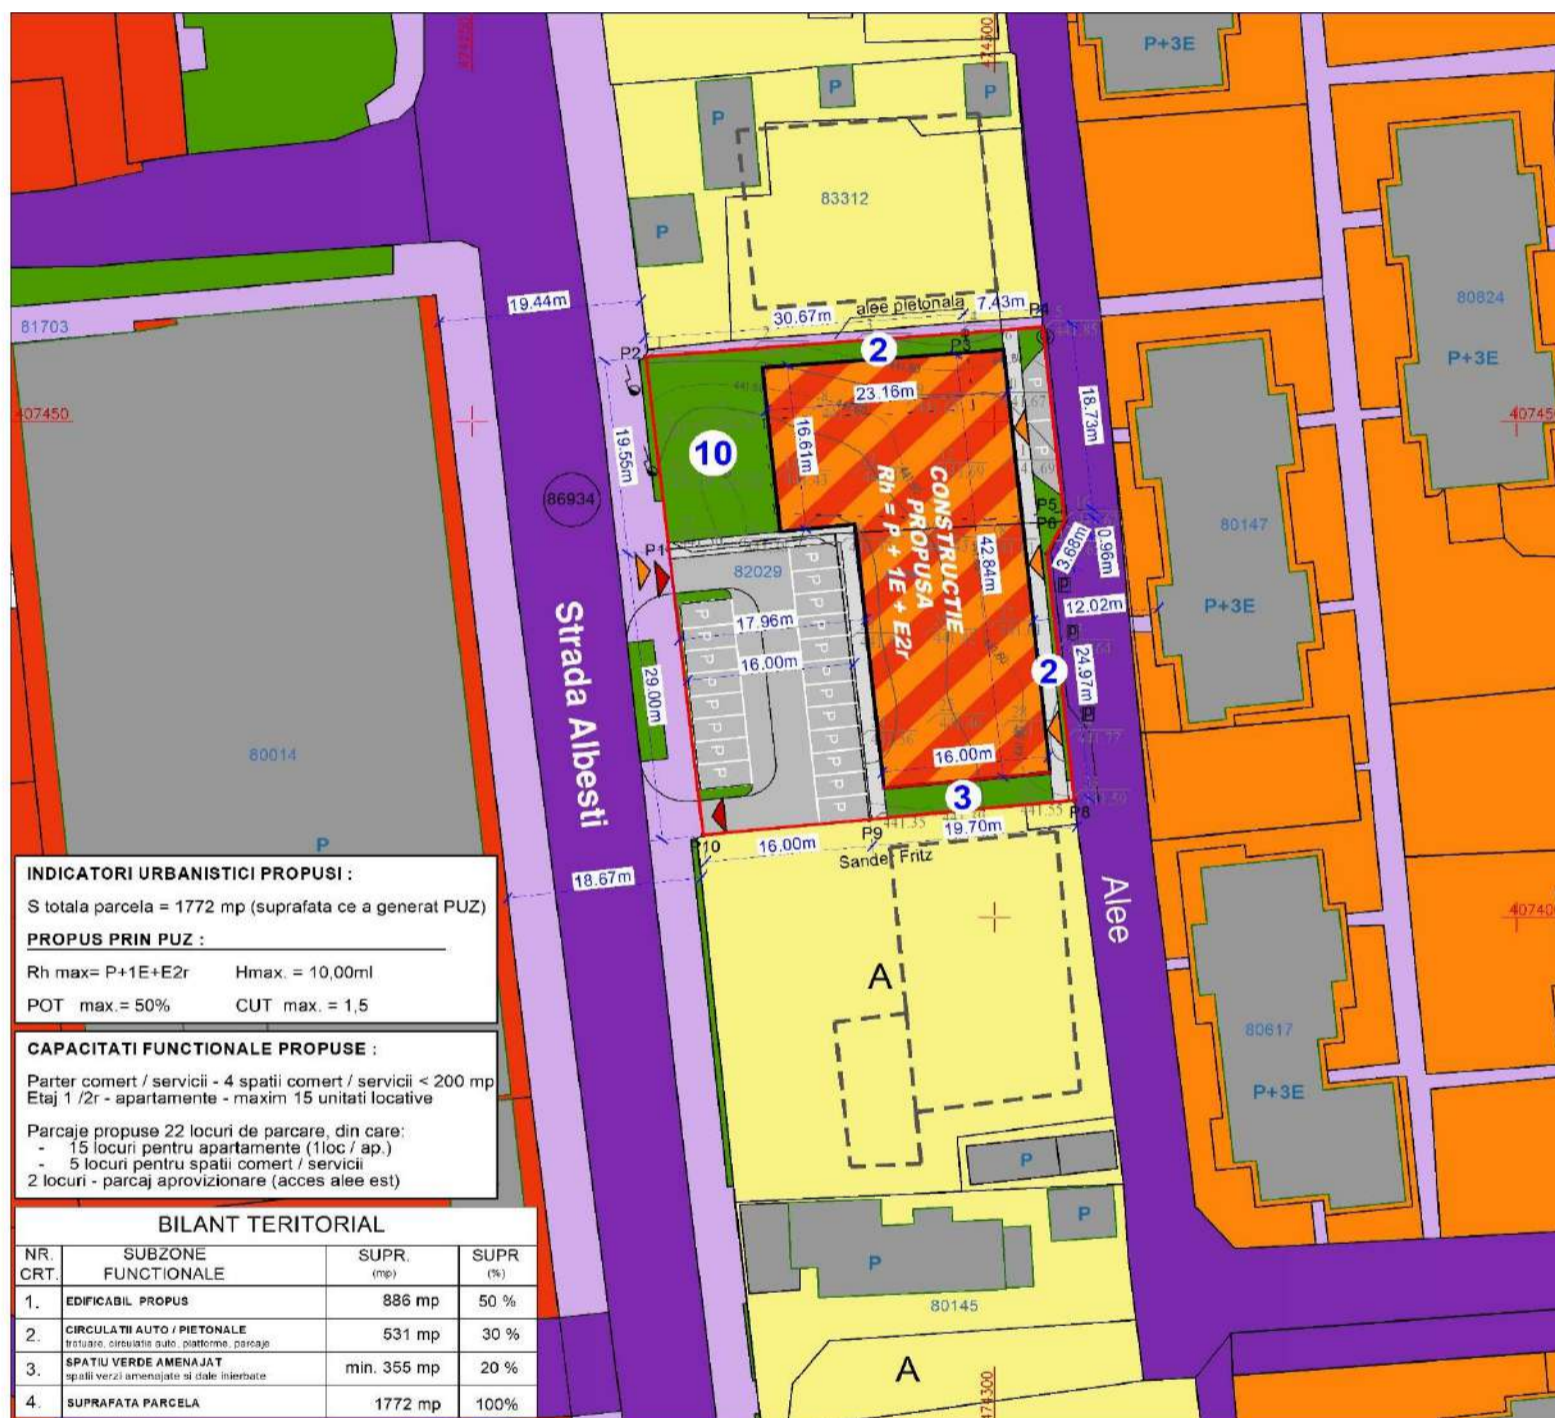 474250
474300
P+3E
P
P
P
83312
P
80824
P+3E
81703
19.44m
30.67m
alee pietonala
7.43m
P4
P2
P3
2
407450
407450
23.16m
18.73m
16.61m
19.55m
10
86934
CONSTRUCTIE
PROPUSA
Rh = P + 1E + E2r
42.84m
P5
P6
3.68m
0.96m
80147
P+3E
P1
82029
17.96m
16.00m
12.02m
29.00m
2
24.97m
Strada Albesti
80014
P
16.00m
3
P8
P9
P10
441.35
441.55
19.70m
16.00m
Sander Fritz
18.67m
Alee
407400
A
80617
P+3E
P
P
P
80145
A
474300
INDICATORI URBANISTICI PROPUSI :
S totala parcela = 1772 mp (suprafata ce a generat PUZ)
PROPUS PRIN PUZ :
Rh max= P+1E+E2r Hmax. = 10,00ml
POT max.= 50% CUT max. = 1,5
CAPACITATI FUNCTIONALE PROPUSE :
Parter comert / servicii - 4 spatii comert / servicii < 200 mp
Etaj 1 /2r - apartamente - maxim 15 unitati locative
Parcaje propuse 22 locuri de parcare, din care:
- 15 locuri pentru apartamente (1loc / ap.)
- 5 locuri pentru spatii comert / servicii
2 locuri - parcaj aprovizionare (acces alee est)
BILANT TERITORIAL
NR. CRT. SUBZONE FUNCTIONALE SUPR. (mp) SUPR (%)
1. EDIFICABIL PROPUS 886 mp 50 %
2. CIRCULATII AUTO / PIETONALE 531 mp 30 %
trotuare, circulatie auto, platforme, parcaje
3. SPATIU VERDE AMENAJAT min. 355 mp 20 %
spatii verzi amenajate si dale inierbate
4. SUPRAFATA PARCELA 1772 mp 100%